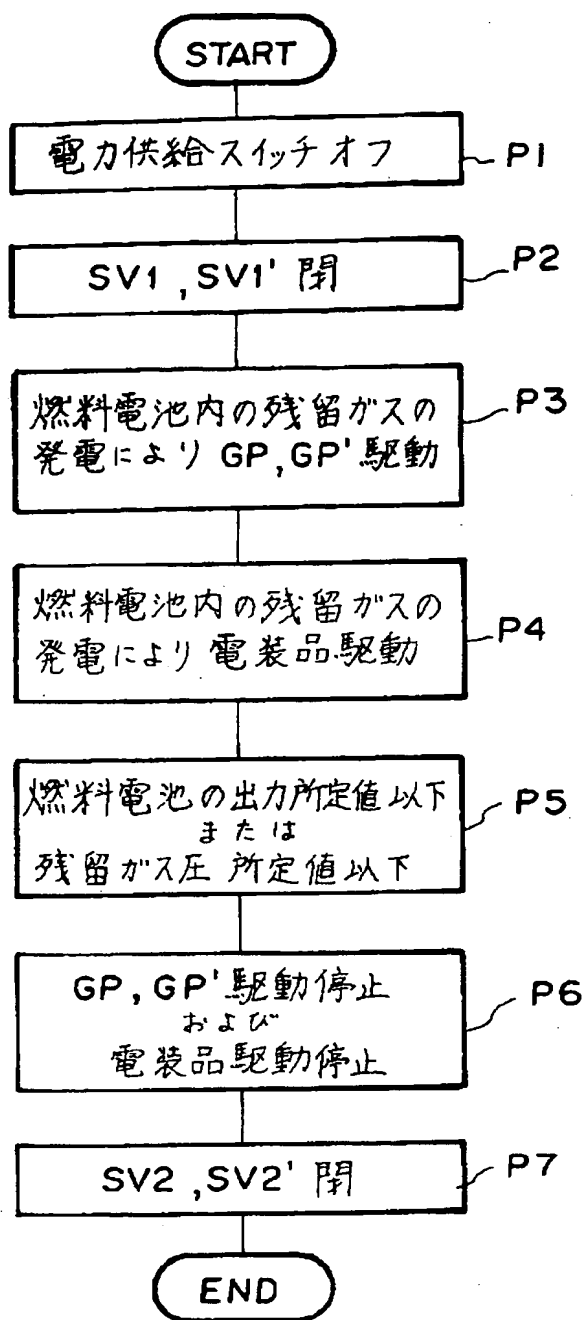 START
電力供給スイッチオフ
P1
SV1 , SV1' 閉
P2
燃料電池内の残留ガスの
発電により GP, GP' 駆動
P3
燃料電池内の残留ガスの
発電により 電装品駆動
P4
燃料電池の出力所定値以下
または
残留ガス圧 所定値以下
P5
GP, GP' 駆動停止
および
電装品駆動停止
P6
SV2 , SV2' 閉
P7
END